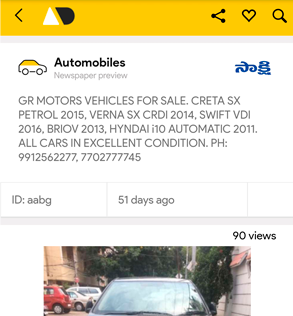 Automobiles
Newspaper preview
సాక్షి
GR MOTORS VEHICLES FOR SALE. CRETA SX
PETROL 2015, VERNA SX CRDI 2014, SWIFT VDI
2016, BRIOV 2013, HYNDAI i10 AUTOMATIC 2011.
ALL CARS IN EXCELLENT CONDITION. PH:
9912562277, 7702777745
ID: aabg
51 days ago
90 views